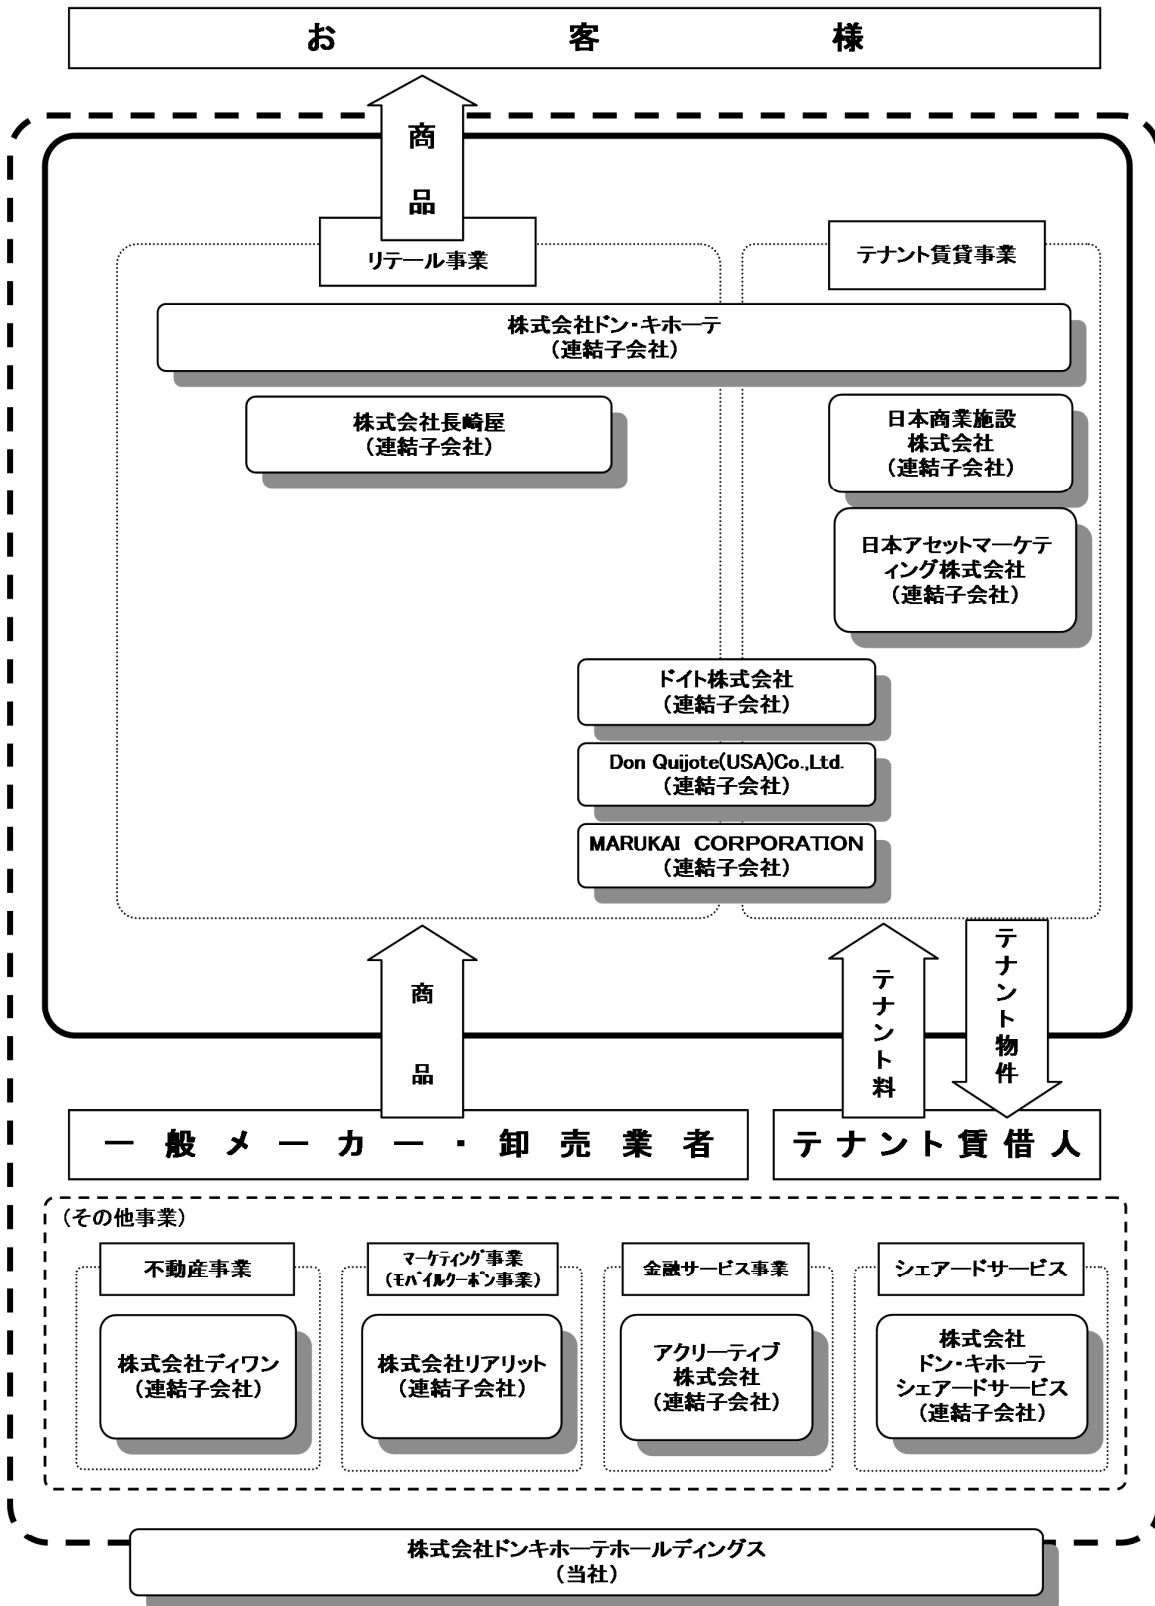 お客様
商品
リテール事業
テナント賃貸事業
株式会社ドン・キホーテ
(連結子会社)
株式会社長崎屋
(連結子会社)
日本商業施設
株式会社
(連結子会社)
日本アセットマーケテ
ィング株式会社
(連結子会社)
ドイト株式会社
(連結子会社)
Don Quijote(USA)Co.,Ltd.
(連結子会社)
MARUKAI CORPORATION
(連結子会社)
商品
テナント料
テナント物件
一般メーカー・卸売業者
テナント賃借人
(その他事業)
不動産事業
マーケティング事業
(モバイルクーポン事業)
金融サービス事業
シェアードサービス
株式会社ディワン
(連結子会社)
株式会社リアリット
(連結子会社)
アクリーティブ
株式会社
(連結子会社)
株式会社
ドン・キホーテ
シェアードサービス
(連結子会社)
株式会社ドンキホーテホールディングス
(当社)